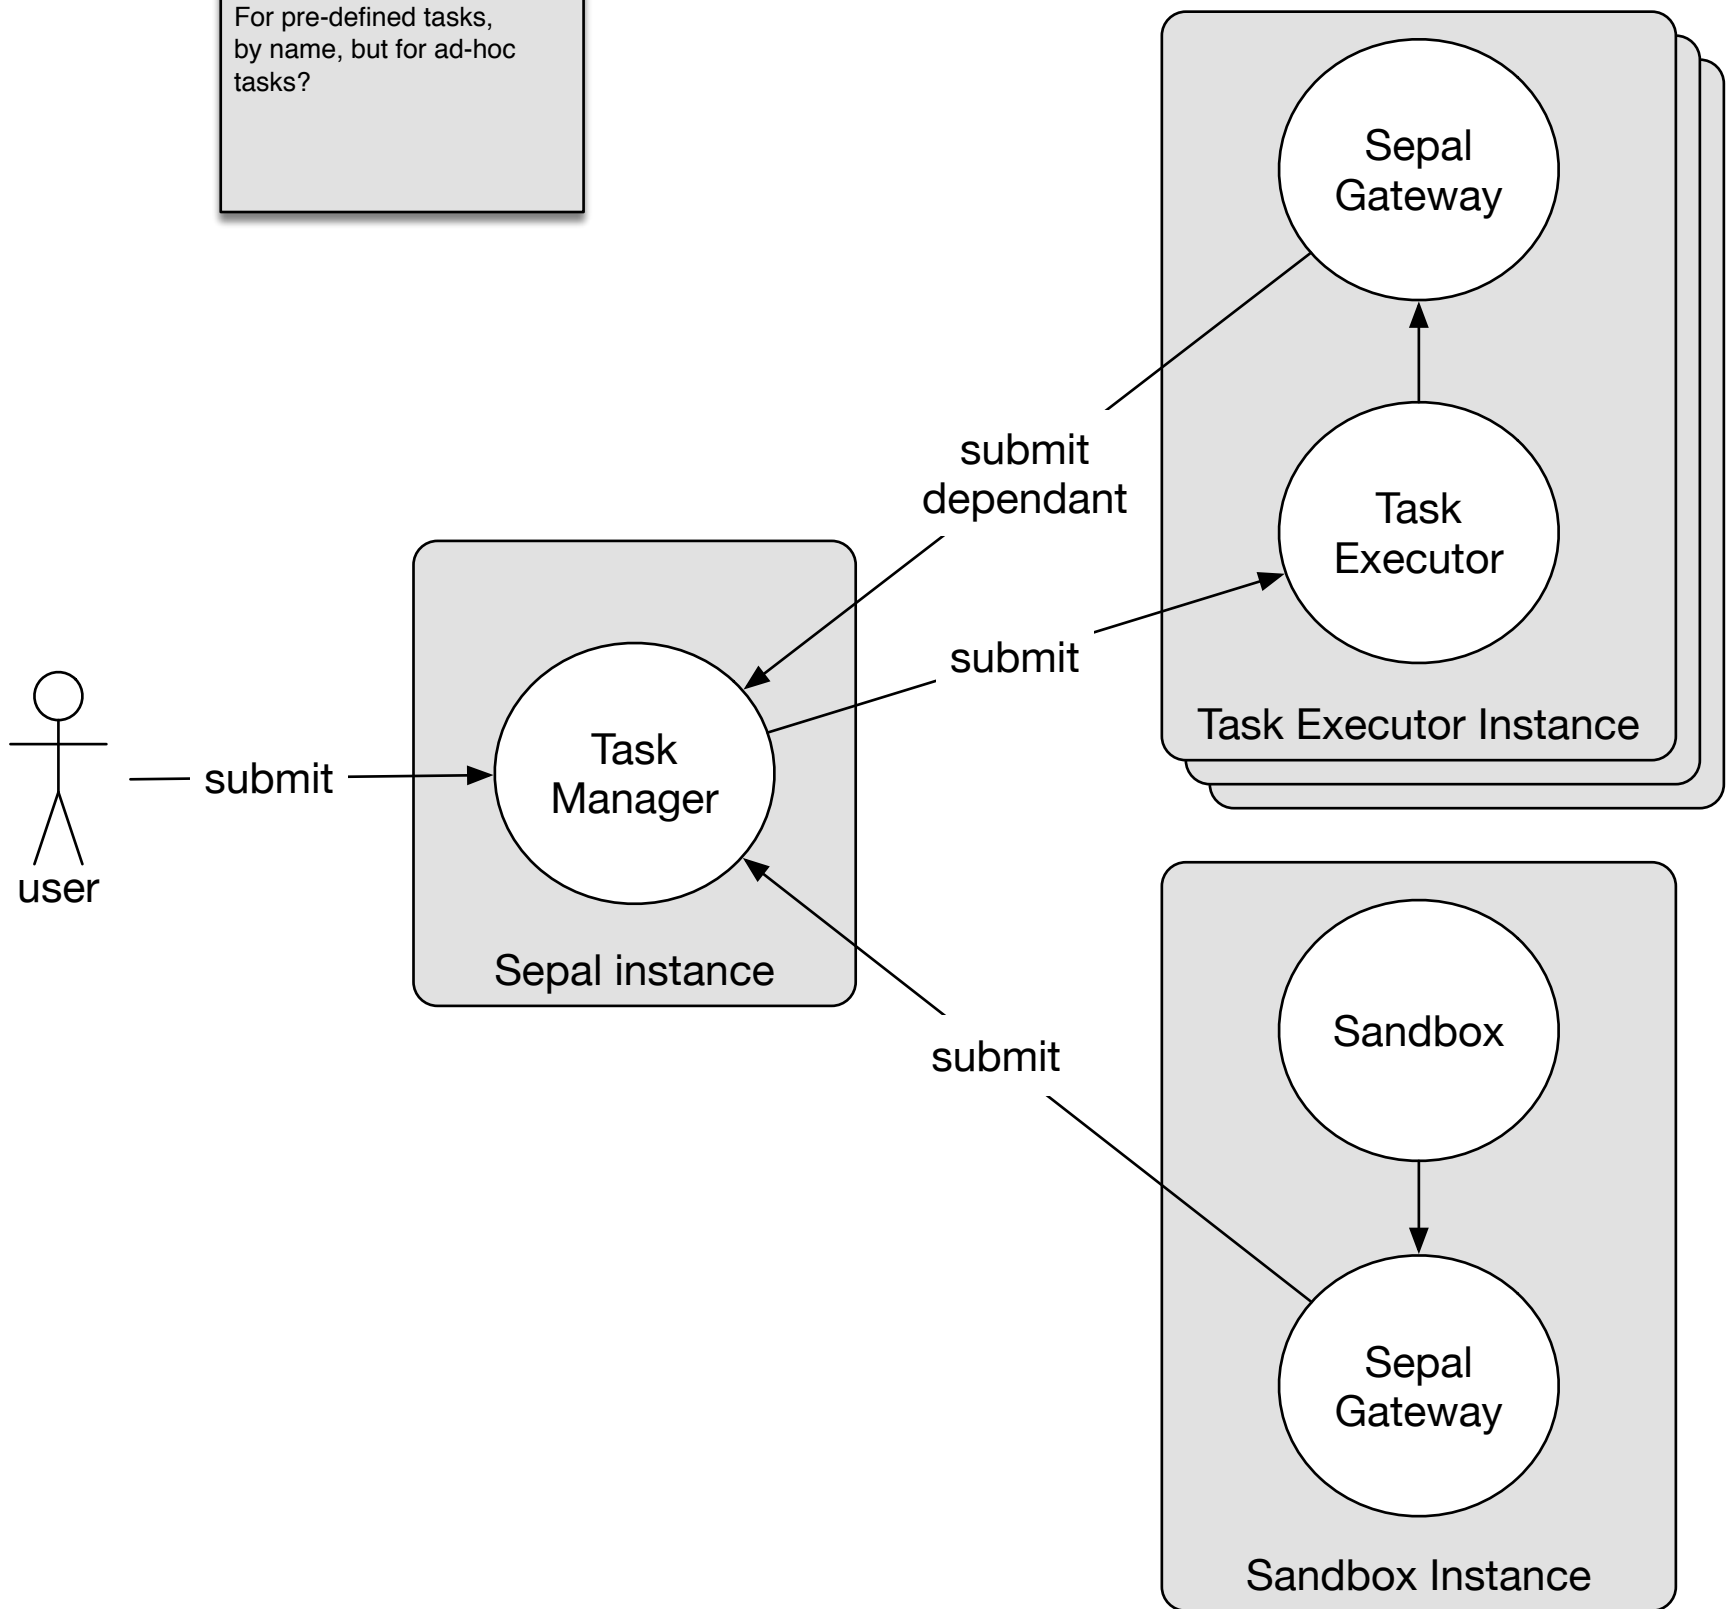 For pre-defined tasks,
by name, but for ad-hoc
tasks?
Sepal
Gateway
submit
dependant
Task
Executor
submit
Task Executor Instance
user
submit
Task
Manager
Sepal instance
submit
Sandbox
Sepal
Gateway
Sandbox Instance